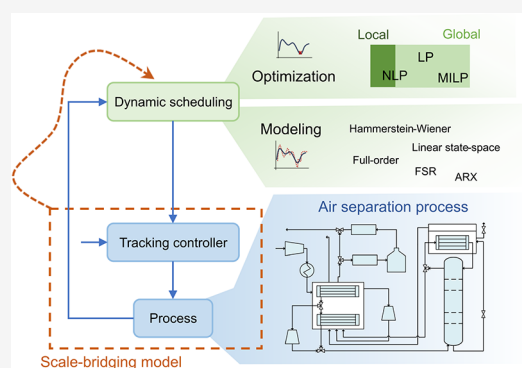 Local
Global
LP
NLP
MILP
Optimization
Dynamic scheduling
Modeling
Hammerstein-Wiener
Linear state-space
Full-order
FSR
ARX
Air separation process
Tracking controller
Process
Scale-bridging model